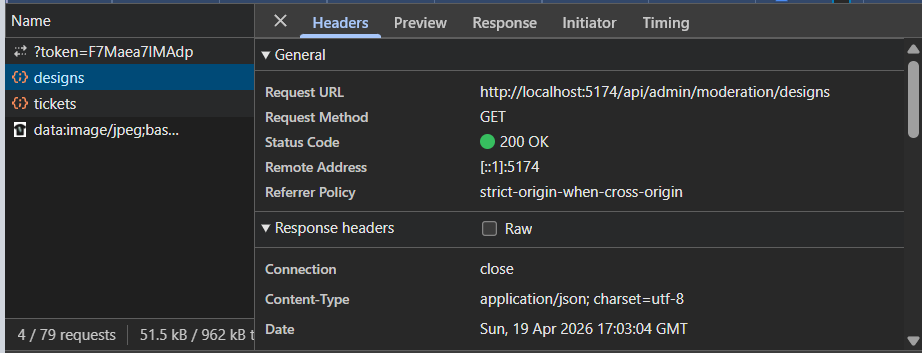 Name
?token=F7Maea7lMAdp
designs
tickets
data:image/jpeg;bas...
4 / 79 requests 51.5 kB / 962 kB t
Headers Preview Response Initiator Timing
General
Request URL http://localhost:5174/api/admin/moderation/designs
Request Method GET
Status Code 200 OK
Remote Address [::1]:5174
Referrer Policy strict-origin-when-cross-origin
Response headers Raw
Connection close
Content-Type application/json; charset=utf-8
Date Sun, 19 Apr 2026 17:03:04 GMT